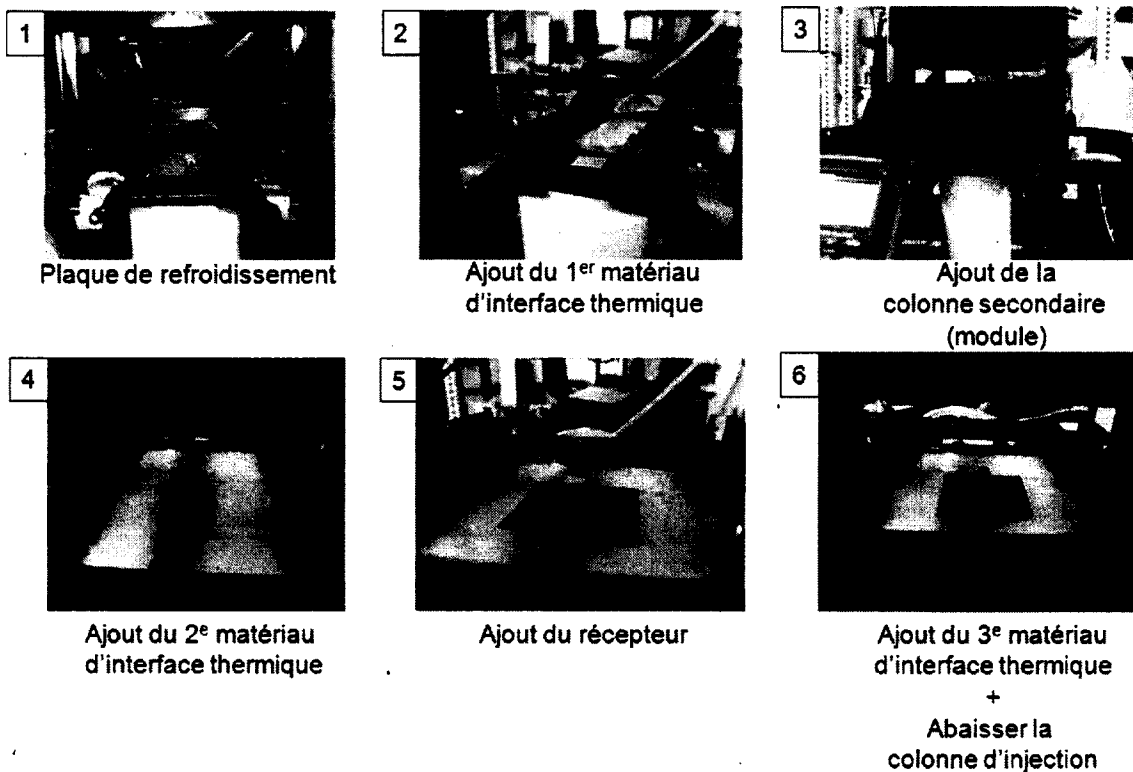 1
Plaque de refroidissement
2
Ajout du 1er matériau
d'interface thermique
3
Ajout de la
colonne secondaire
(module)
4
Ajout du 2e matériau
d'interface thermique
5
Ajout du récepteur
6
Ajout du 3e matériau
d'interface thermique
+
Abaisser la
colonne d'injection